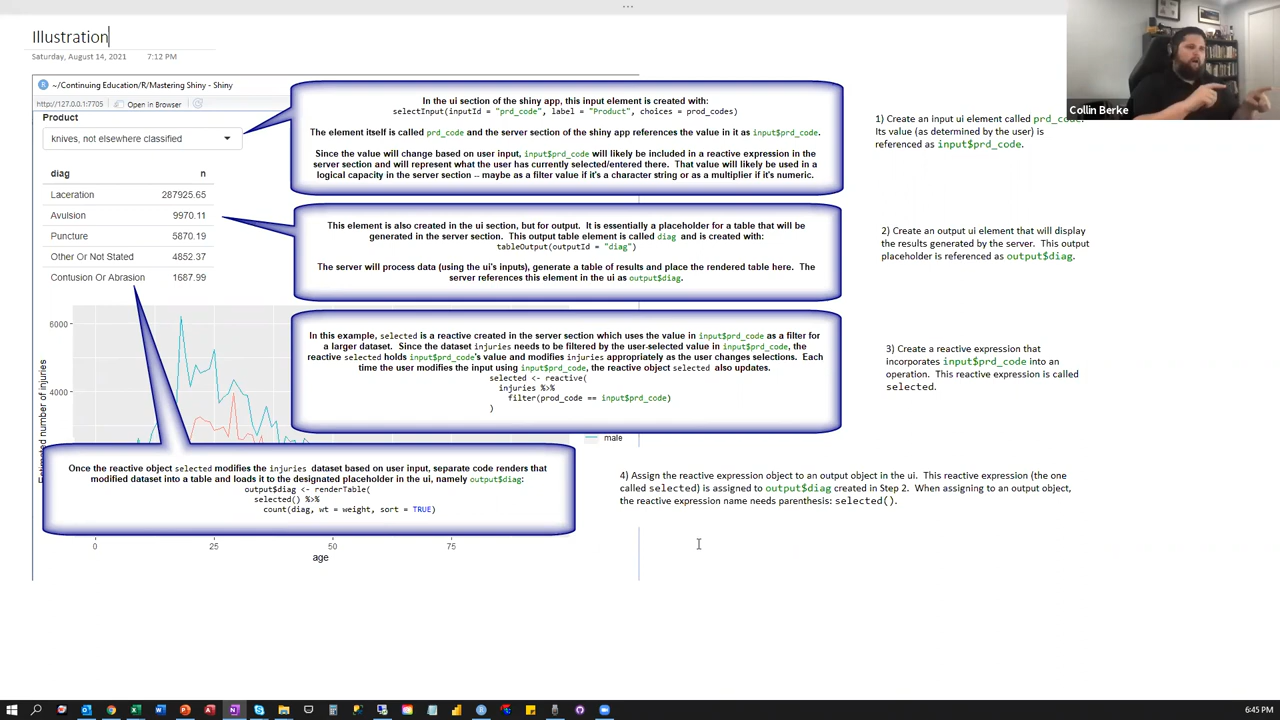 Illustration
Saturday, August 14, 2021 7:12 PM
~/Continuing Education/R/Mastering Shiny - Shiny
http://127.0.0.1:7705 Open in Browser
Product
knives, not elsewhere classified
diag n
Laceration 287925.65
Avulsion 9970.11
Puncture 5870.19
Other Or Not Stated 4852.37
Contusion Or Abrasion 1687.99
In the ui section of the shiny app, this input element is created with:
selectInput(inputId = "prd_code", label = "Product", choices = prod_codes)
The element itself is called prd_code and the server section of the shiny app references the value in it as input$prd_code.
Since the value will change based on user input, input$prd_code will likely be included in a reactive expression in the
server section and will represent what the user has currently selected/entered there. That value will likely be used in a
logical capacity in the server section -- maybe as a filter value if it's a character string or as a multiplier if it's numeric.
This element is also created in the ui section, but for output. It is essentially a placeholder for a table that will be
generated in the server section. This output table element is called diag and is created with:
tableOutput(outputId = "diag")
The server will process data (using the ui's inputs), generate a table of results and place the rendered table here. The
server references this element in the ui as output$diag.
In this example, selected is a reactive created in the server section which uses the value in input$prd_code as a filter for
a larger dataset. Since the dataset injuries needs to be filtered by the user-selected value in input$prd_code, the
reactive selected holds input$prd_code's value and modifies injuries appropriately as the user changes selections. Each
time the user modifies the input using input$prd_code, the reactive object selected also updates.
selected <- reactive(
injuries %>%
filter(prod_code == input$prd_code)
)
Once the reactive object selected modifies the injuries dataset based on user input, separate code renders that
modified dataset into a table and loads it to the designated placeholder in the ui, namely output$diag:
output$diag <- renderTable(
selected() %>%
count(diag, wt = weight, sort = TRUE)
6000
4000
number of injuries
male
0 25 50 75
age
1) Create an input ui element called
Its value (as determined by the user) is
referenced as input$prd_code.
2) Create an output ui element that will display
the results generated by the server. This output
placeholder is referenced as output$diag.
3) Create a reactive expression that
incorporates input$prd_code into an
operation. This reactive expression is called
selected.
4) Assign the reactive expression object to an output object in the ui. This reactive expression (the one
called selected) is assigned to output$diag created in Step 2. When assigning to an output object,
the reactive expression name needs parenthesis: selected().
Collin Berke
6:45 PM